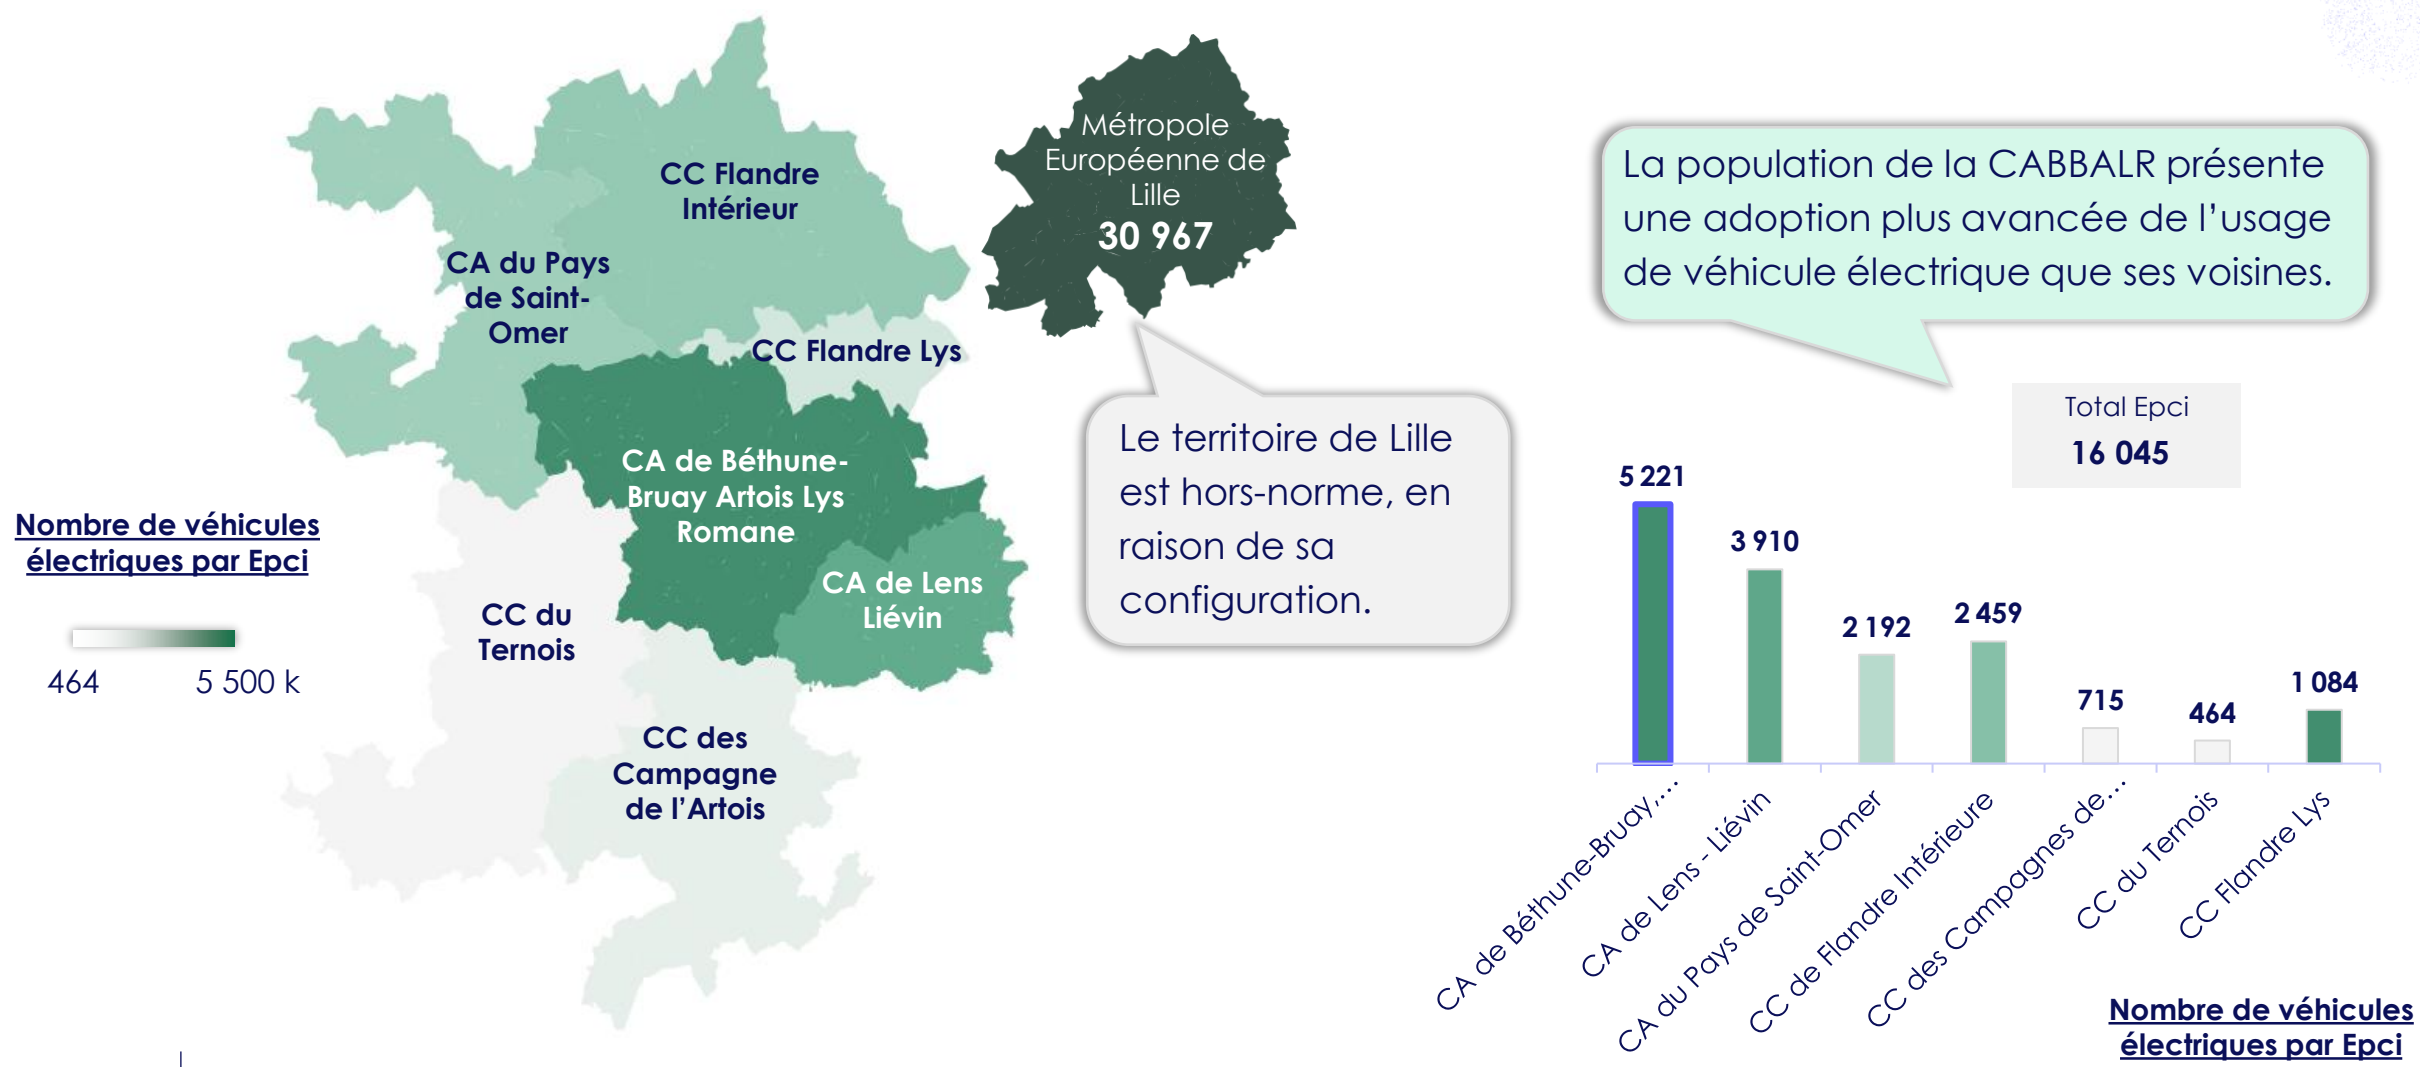 CC Flandre
Intérieur
CA du Pays
de Saint-
Omer
CC Flandre Lys
CA de Béthune-
Bruay Artois Lys
Romane
CA de Lens
Liévin
CC du
Ternois
CC des
Campagne
de l'Artois
Métropole
Européenne de
Lille
30 967
Nombre de véhicules
électriques par Epci
464
5 500 k
Le territoire de Lille
est hors-norme, en
raison de sa
configuration.
La population de la CABBALR présente
une adoption plus avancée de l'usage
de véhicule électrique que ses voisines.
Total Epci
16 045
5 221
3 910
2 192
2 459
715
464
1 084
CA de Béthune-Bruay,...
CA de Lens - Liévin
CA du Pays de Saint-Omer
CC de Flandre Intérieure
CC des Campagnes de...
CC du Ternois
CC Flandre Lys
Nombre de véhicules
électriques par Epci